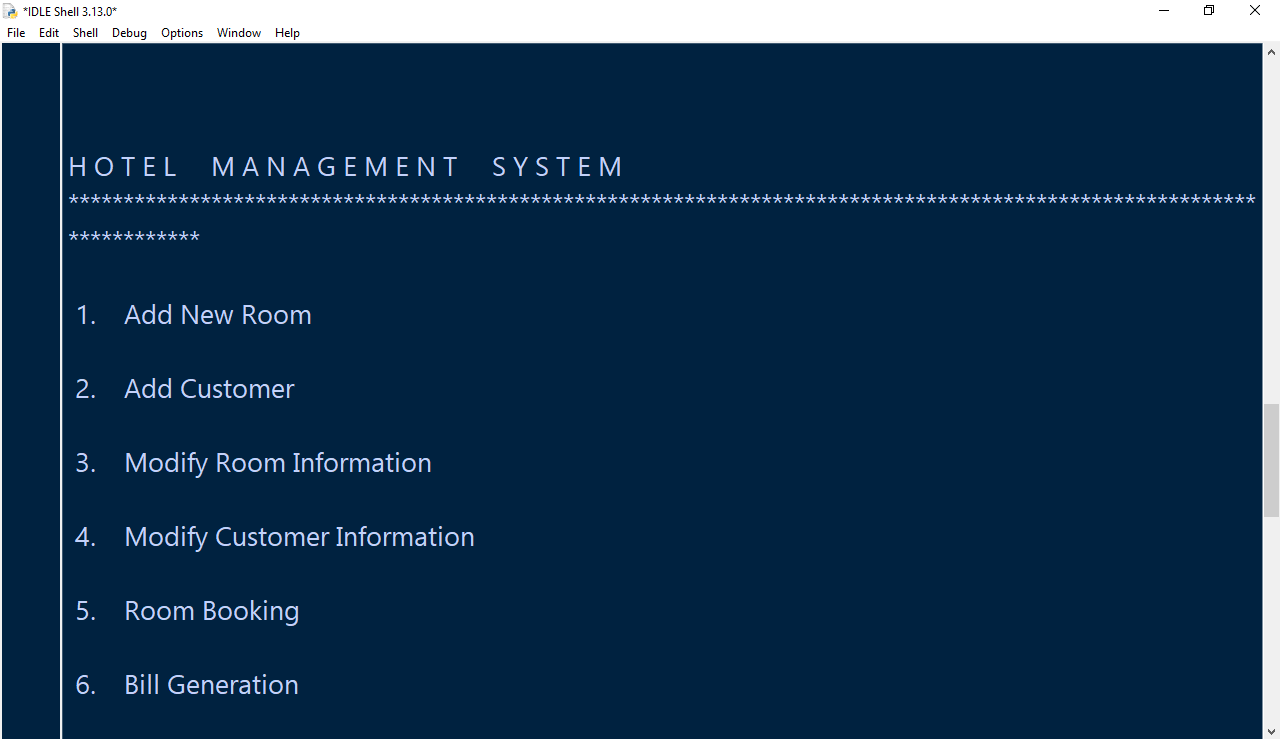 *IDLE Shell 3.13.0*
File Edit Shell Debug Options Window Help
H O T E L   M A N A G E M E N T   S Y S T E M
************************************************************************************************************
************
1.   Add New Room
2.   Add Customer
3.   Modify Room Information
4.   Modify Customer Information
5.   Room Booking
6.   Bill Generation